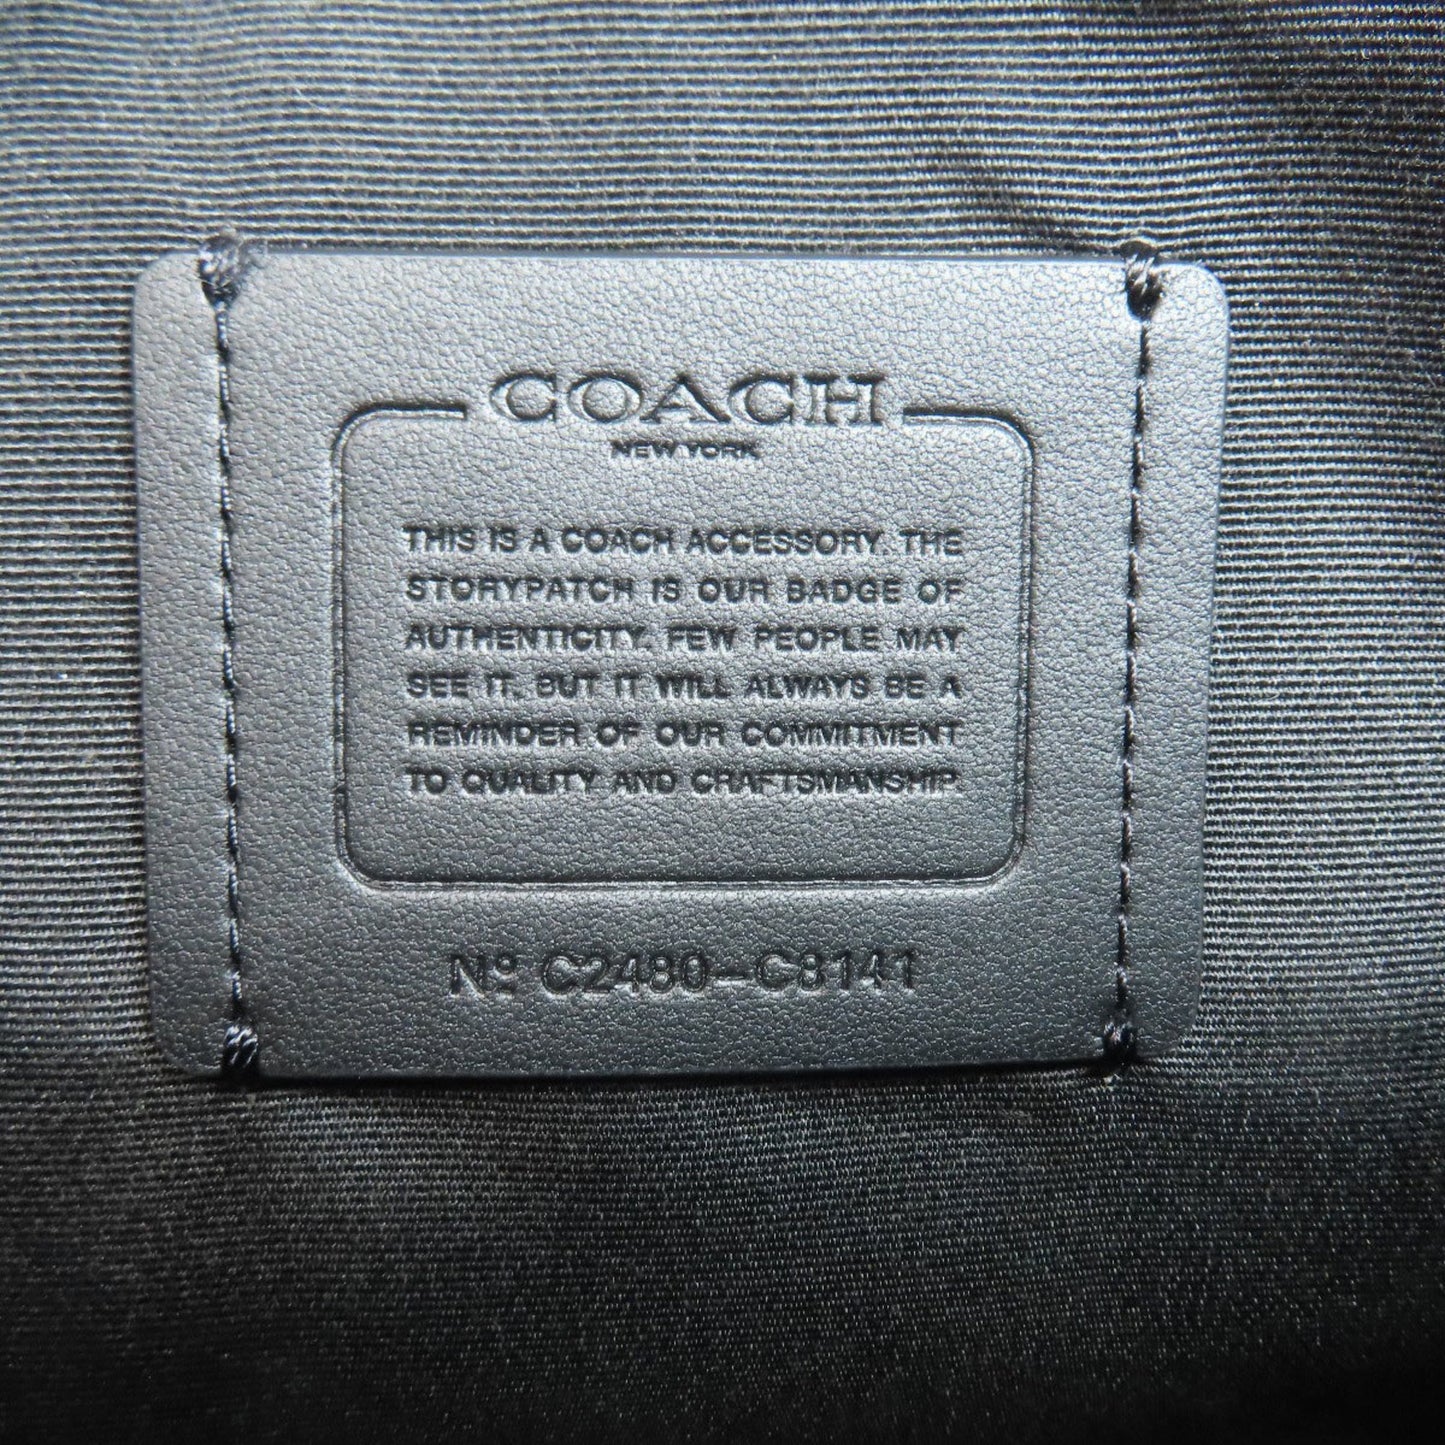 COACH
NEW YORK
THIS IS A COACH ACCESSORY. THE
STORYPATCH IS OUR BADGE OF
AUTHENTICITY. FEW PEOPLE MAY
SEE IT, BUT IT WILL ALWAYS BE A
REMINDER OF OUR COMMITMENT
TO QUALITY AND CRAFTSMANSHIP.
Nº C2480-C8141